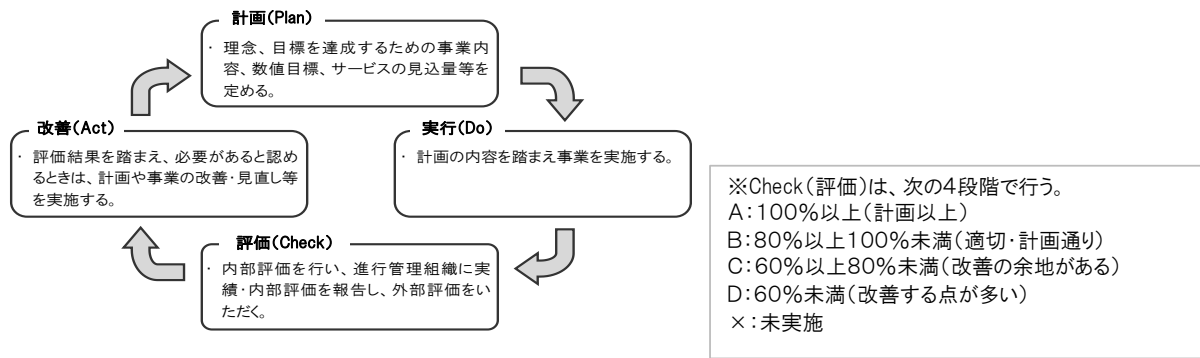 計画(Plan)
・ 理念、目標を達成するための事業内
容、数値目標、サービスの見込量等を
定める。
改善(Act)
・ 評価結果を踏まえ、必要があると認め
るときは、計画や事業の改善・見直し等
を実施する。
実行(Do)
・ 計画の内容を踏まえ事業を実施する。
評価(Check)
・ 内部評価を行い、進行管理組織に実
績・内部評価を報告し、外部評価をい
ただく。
※Check(評価)は、次の4段階で行う。
A:100%以上(計画以上)
B:80%以上100%未満(適切・計画通り)
C:60%以上80%未満(改善の余地がある)
D:60%未満(改善する点が多い)
×:未実施